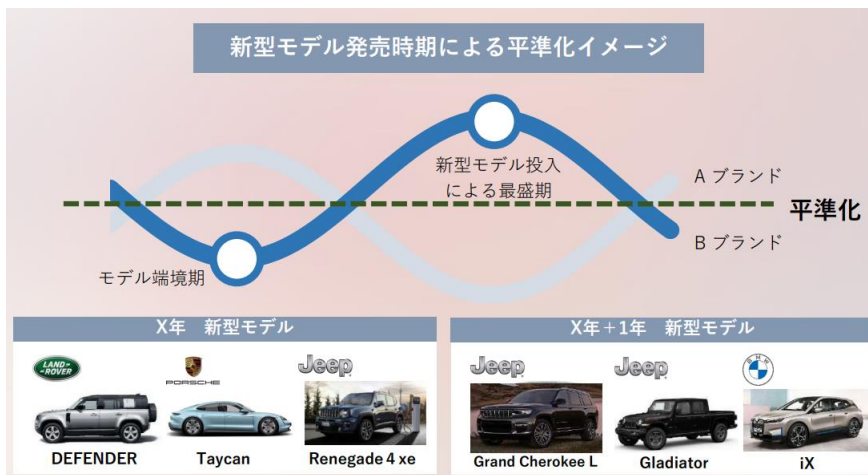 新型モデル発売時期による平準化イメージ
新型モデル投入
による最盛期
A ブランド
平準化
B ブランド
モデル端境期
X年 新型モデル
LAND-
ROVER
PORSCHE
Jeep
DEFENDER
Taycan
Renegade 4 xe
X年+1年 新型モデル
Jeep
Jeep
BMW
Grand Cherokee L
Gladiator
iX